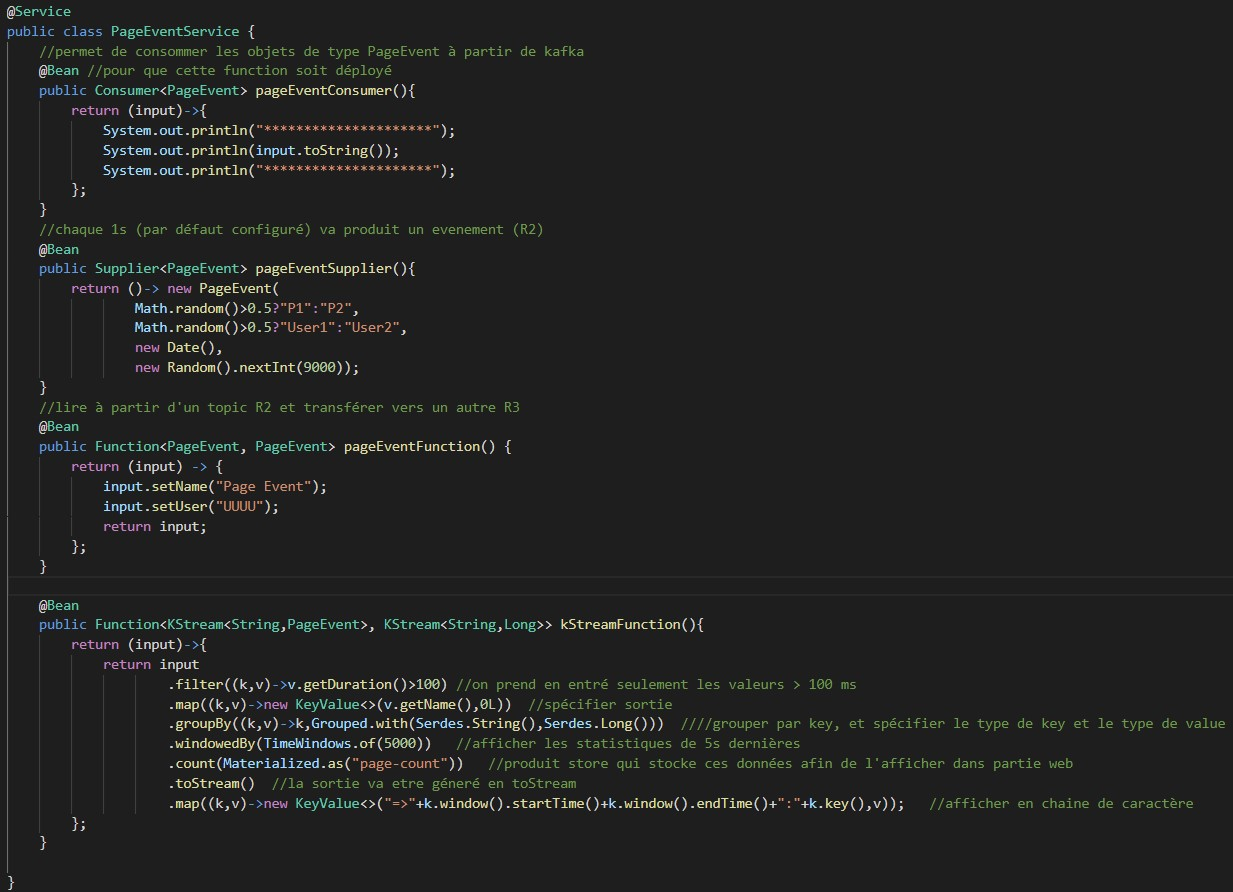 @Service
public class PageEventService {
    //permet de consommer les objets de type PageEvent à partir de kafka
    @Bean //pour que cette function soit déployé
    public Consumer<PageEvent> pageEventConsumer(){
        return (input)->{
            System.out.println("*********************");
            System.out.println(input.toString());
            System.out.println("*********************");
        };
    }
    //chaque 1s (par défaut configuré) va produit un evenement (R2)
    @Bean
    public Supplier<PageEvent> pageEventSupplier(){
        return ()-> new PageEvent(
                Math.random()>0.5?"P1":"P2",
                Math.random()>0.5?"User1":"User2",
                new Date(),
                new Random().nextInt(9000));
    }
    //lire à partir d'un topic R2 et transférer vers un autre R3
    @Bean
    public Function<PageEvent, PageEvent> pageEventFunction() {
        return (input) -> {
            input.setName("Page Event");
            input.setUser("UUUU");
            return input;
        };
    }

    @Bean
    public Function<KStream<String,PageEvent>, KStream<String,Long>> kStreamFunction(){
        return (input)->{
            return input
                    .filter((k,v)->v.getDuration()>100) //on prend en entré seulement les valeurs > 100 ms
                    .map((k,v)->new KeyValue<>(v.getName(),0L))  //spécifier sortie
                    .groupBy((k,v)->k,Grouped.with(Serdes.String(),Serdes.Long()))  ////grouper par key, et spécifier le type de key et le type de value
                    .windowedBy(TimeWindows.of(5000))   //afficher les statistiques de 5s dernières
                    .count(Materialized.as("page-count"))   //produit store qui stocke ces données afin de l'afficher dans partie web
                    .toStream()  //la sortie va etre géneré en toStream
                    .map((k,v)->new KeyValue<>("=>"+k.window().startTime()+k.window().endTime()+":"+k.key(),v));   //afficher en chaine de caractère
        };
    }

}